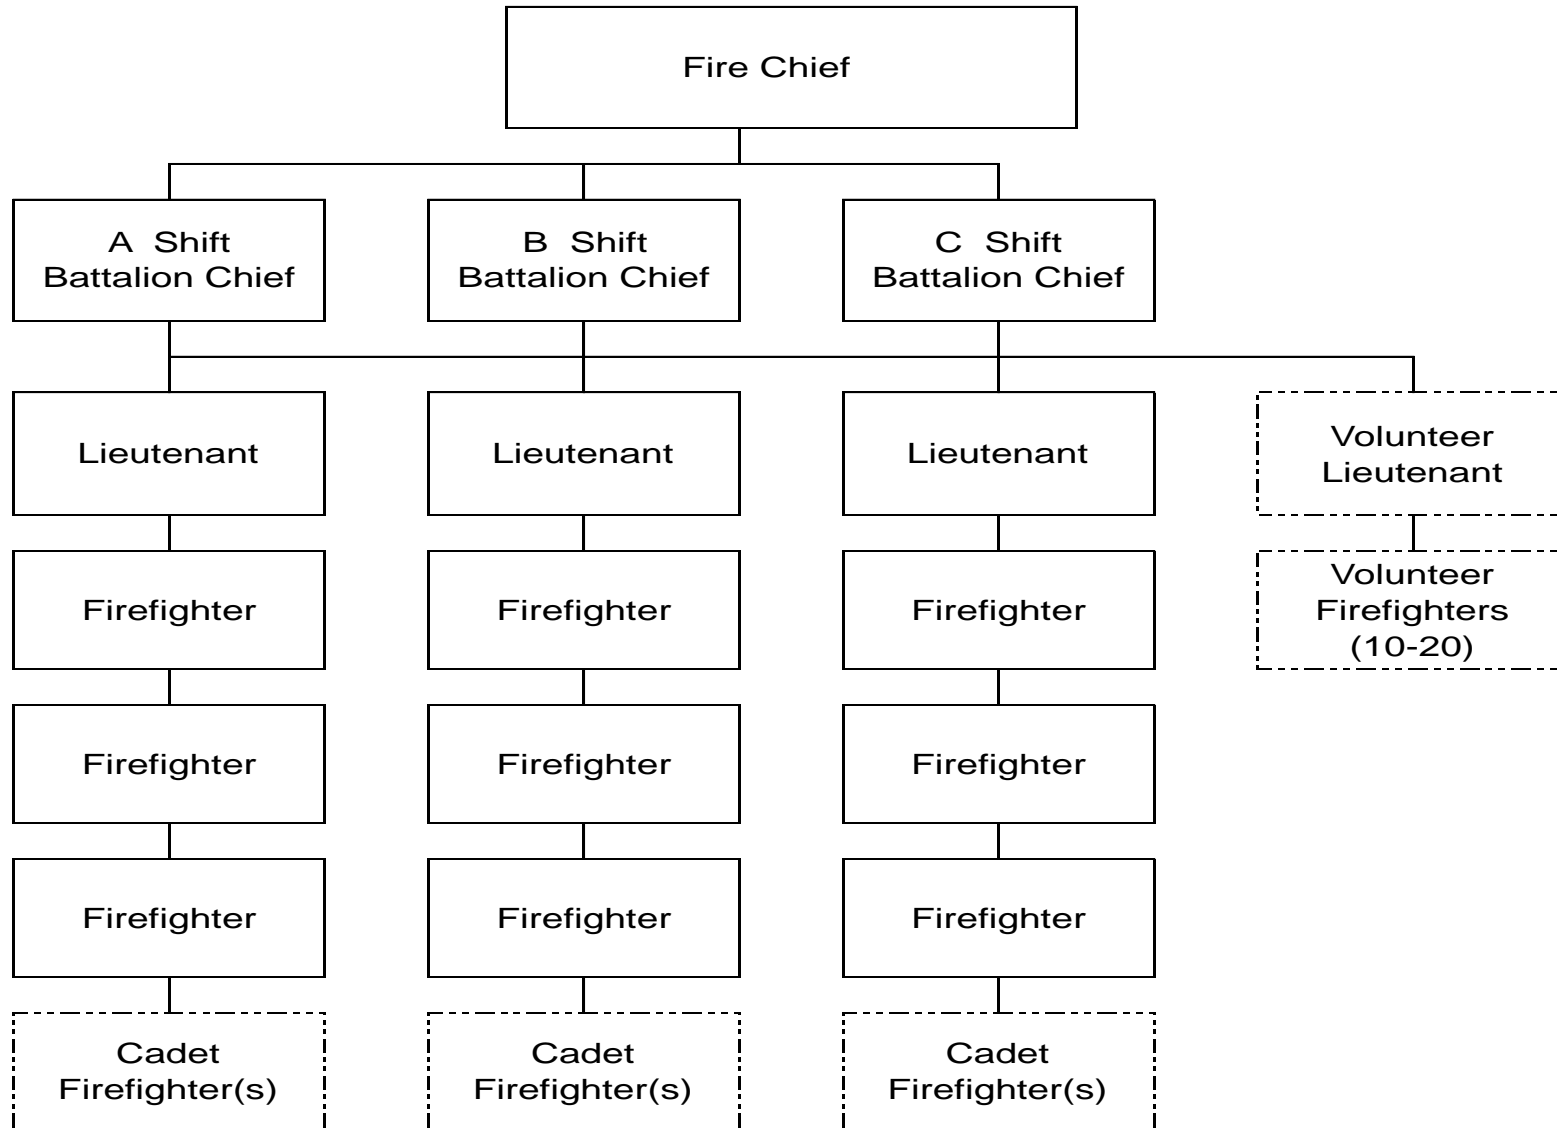 Fire Chief
A Shift
Battalion Chief
B Shift
Battalion Chief
C Shift
Battalion Chief
Lieutenant
Lieutenant
Lieutenant
Volunteer
Lieutenant
Firefighter
Firefighter
Firefighter
Volunteer
Firefighters
(10-20)
Firefighter
Firefighter
Firefighter
Firefighter
Firefighter
Firefighter
Cadet
Firefighter(s)
Cadet
Firefighter(s)
Cadet
Firefighter(s)